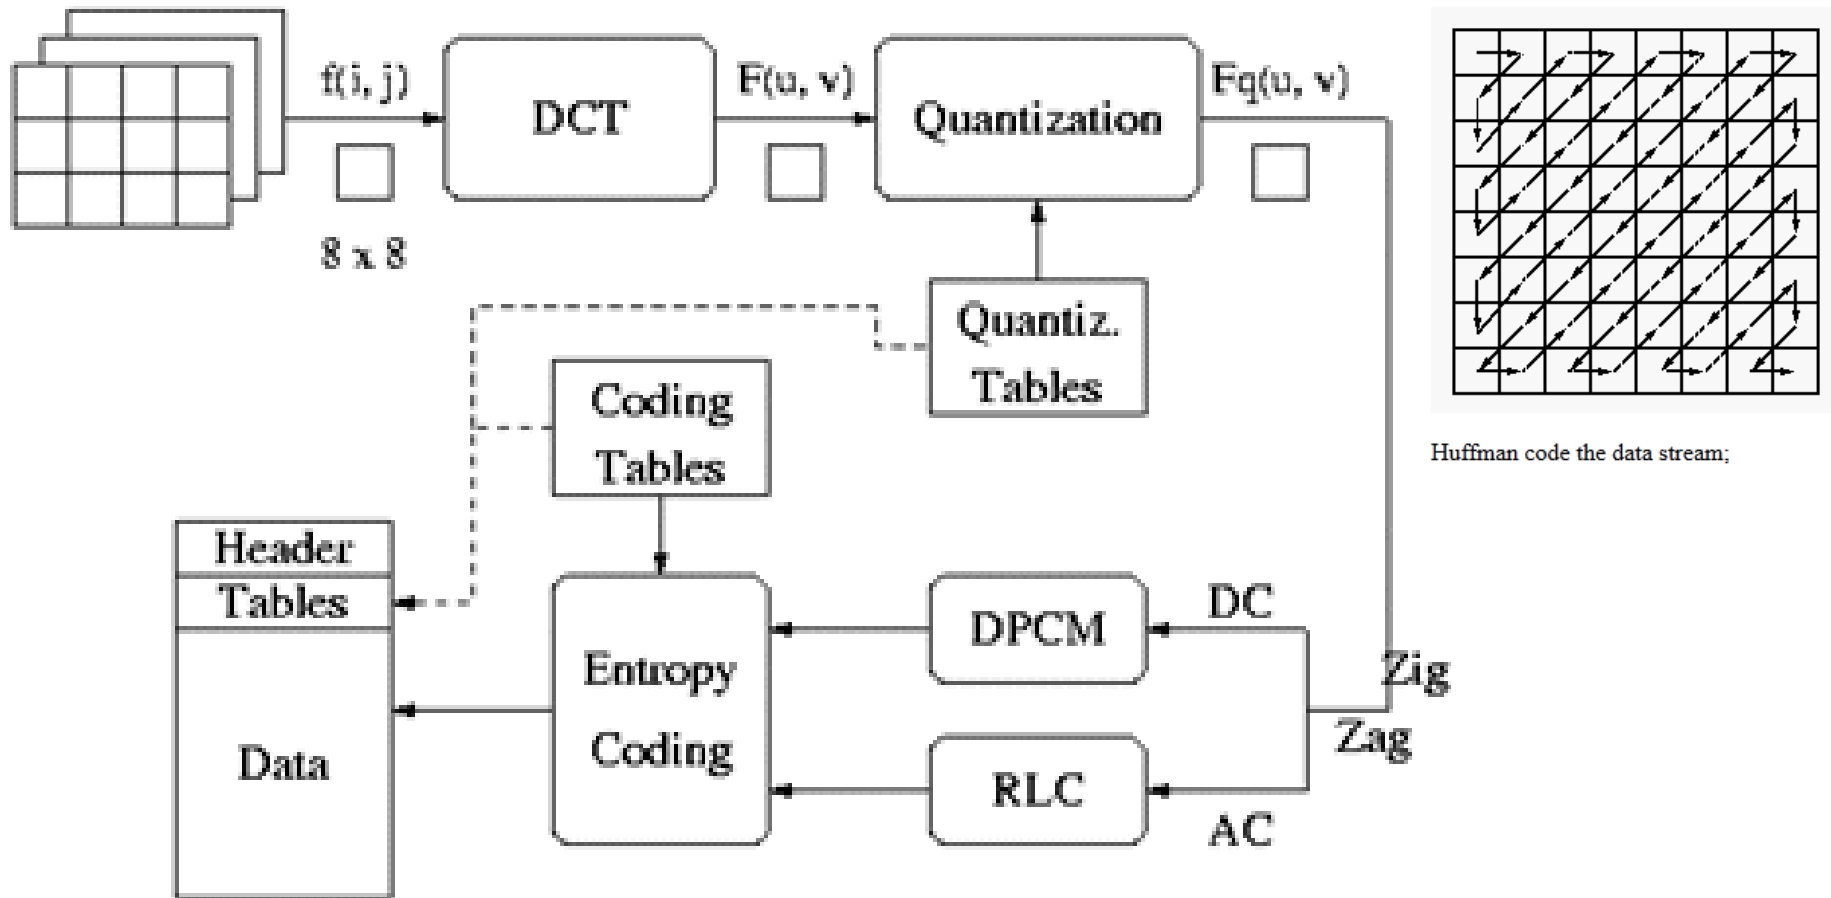 f(i, j)
8 x 8
DCT
F(u, v)
Quantization
Fq(u, v)
Quantiz.
Tables
Coding
Tables
Header
Tables
Data
Entropy
Coding
DPCM
RLC
DC
AC
Zig
Zag
Huffman code the data stream;